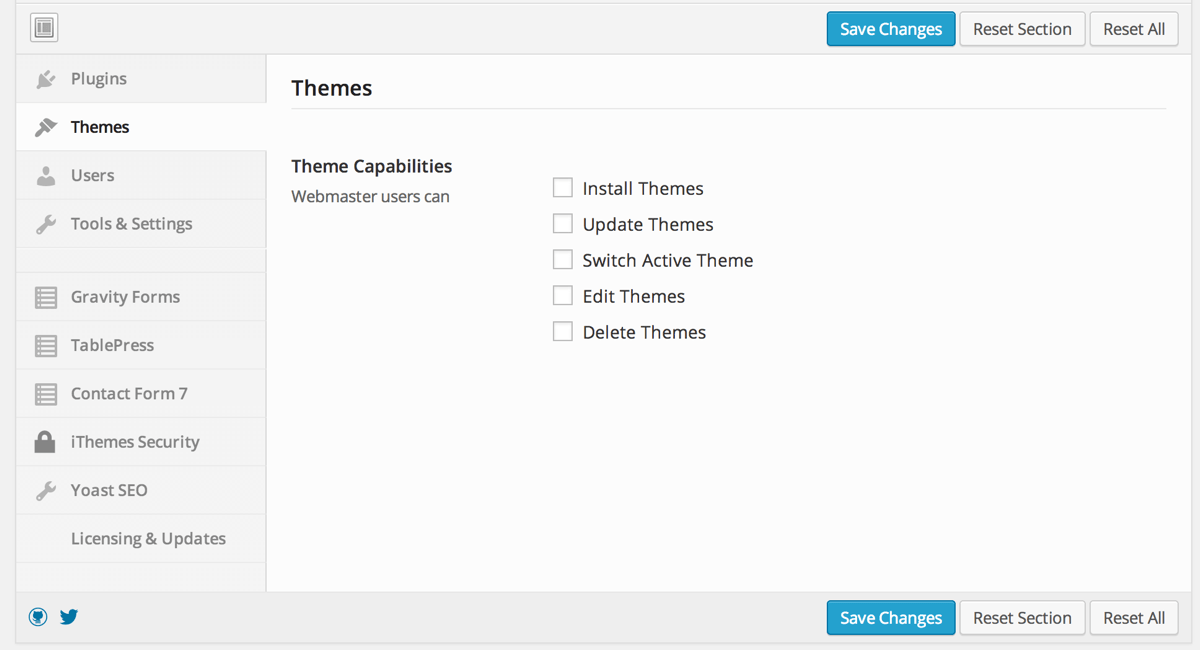 Save Changes Reset Section Reset All
Plugins
Themes
Users
Tools & Settings
Gravity Forms
TablePress
Contact Form 7
iThemes Security
Yoast SEO
Licensing & Updates
Themes
Theme Capabilities
Webmaster users can
Install Themes
Update Themes
Switch Active Theme
Edit Themes
Delete Themes
Save Changes Reset Section Reset All